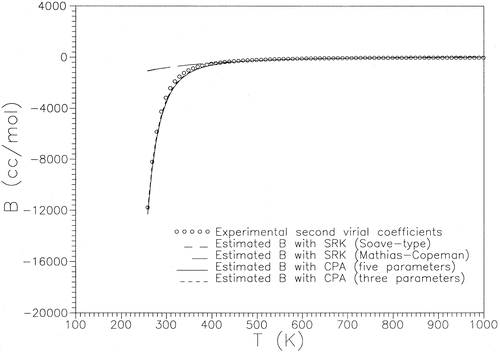 4000
0
-4000
-8000
-12000
-16000
-20000
B (cc/mol)
Experimental second virial coefficients
Estimated B with SRK (Soave-type)
Estimated B with SRK (Mathias-Copeman)
Estimated B with CPA (five parameters)
Estimated B with CPA (three parameters)
100 200 300 400 500 600 700 800 900 1000
T (K)